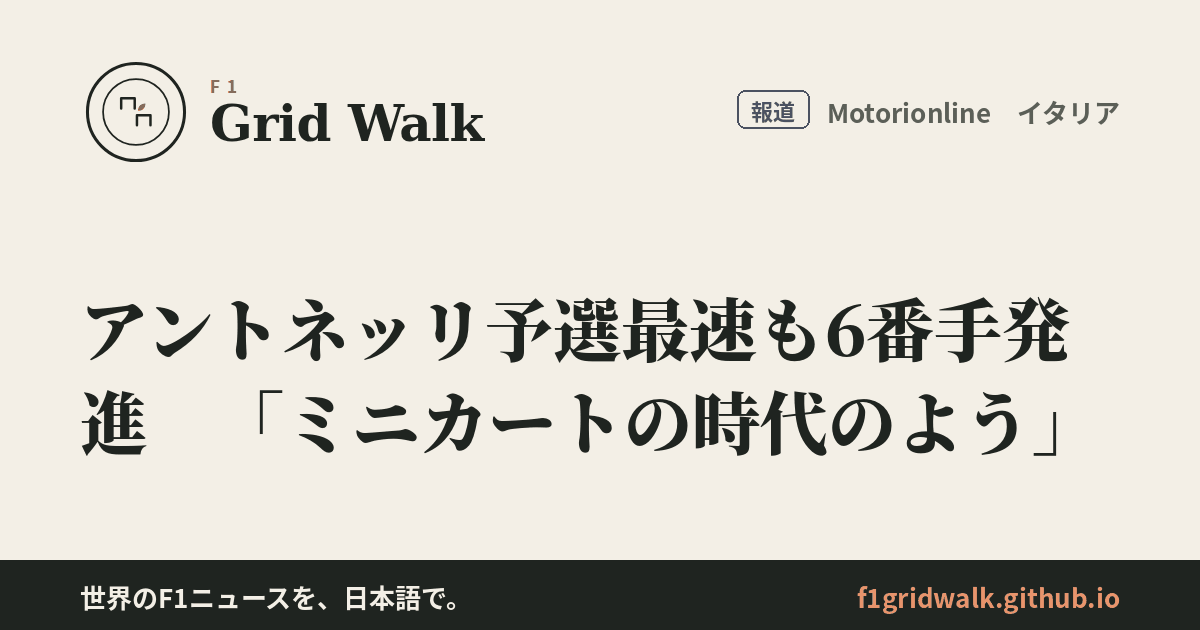 F1
Grid Walk
報道 Motorionline イタリア
アントネッリ予選最速も6番手発
進 「ミニカートの時代のよう」
世界のF1ニュースを、日本語で。
f1gridwalk.github.io